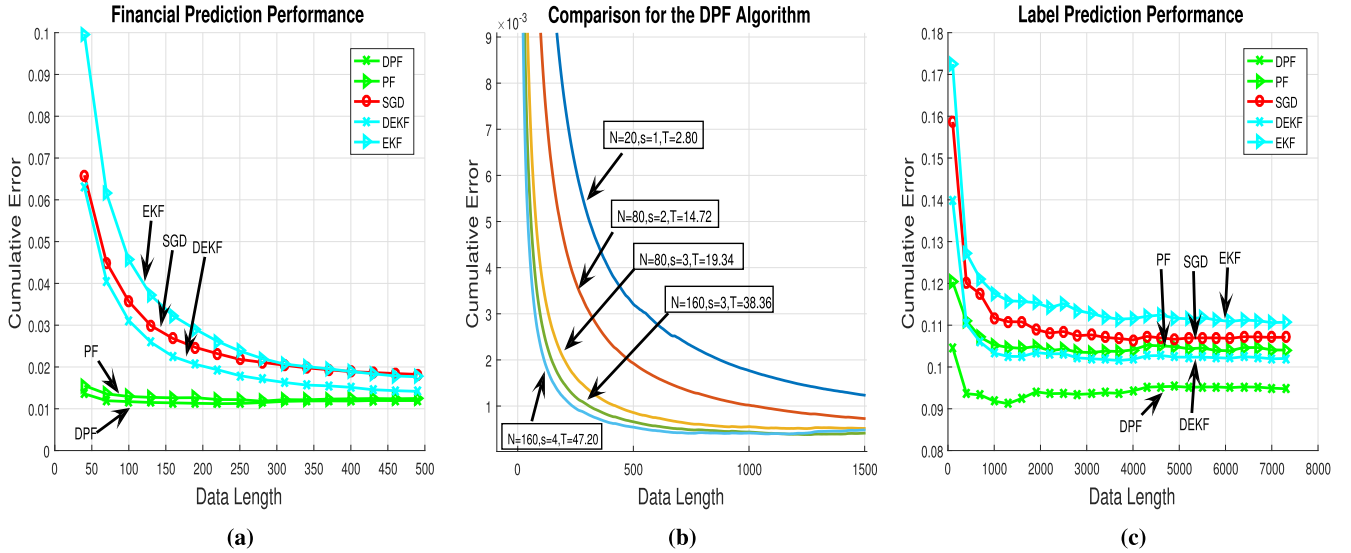 Financial Prediction Performance
Cumulative Error
0.1
0.09
0.08
0.07
0.06
0.05
0.04
0.03
0.02
0.01
0
DPF
PF
SGD
DEKF
EKF
EKF
SGD
DEKF
PF
DPF
0 50 100 150 200 250 300 350 400 450 500
Data Length
(a)
Comparison for the DPF Algorithm
×10^-3
Cumulative Error
9
8
7
6
5
4
3
2
1
N=20,s=1,T=2.80
N=80,s=2,T=14.72
N=80,s=3,T=19.34
N=160,s=3,T=38.36
N=160,s=4,T=47.20
0 500 1000 1500
Data Length
(b)
Label Prediction Performance
Cumulative Error
0.18
0.17
0.16
0.15
0.14
0.13
0.12
0.11
0.1
0.09
0.08
DPF
PF
SGD
DEKF
EKF
PF
SGD
EKF
DPF
DEKF
0 1000 2000 3000 4000 5000 6000 7000 8000
Data Length
(c)